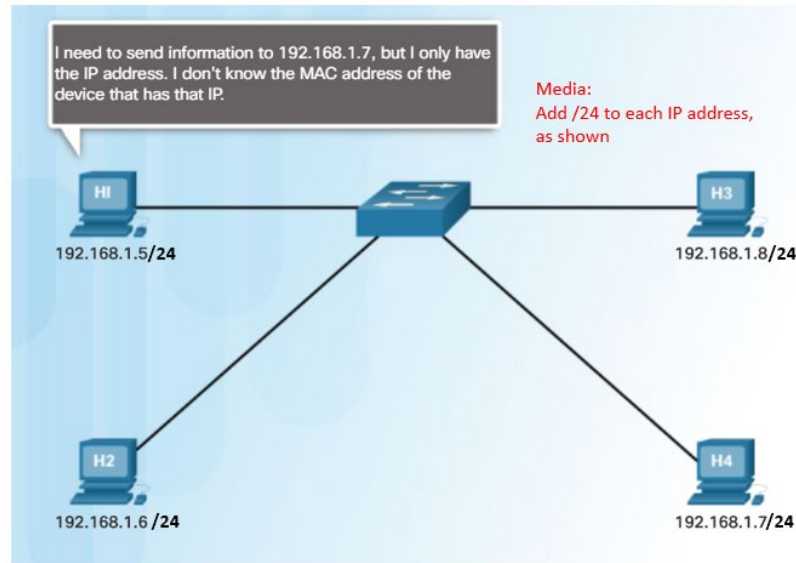 I need to send information to 192.168.1.7, but I only have
the IP address. I don't know the MAC address of the
device that has that IP.
Media:
Add /24 to each IP address,
as shown
H1
H3
192.168.1.5/24
192.168.1.8/24
H2
H4
192.168.1.6 /24
192.168.1.7/24